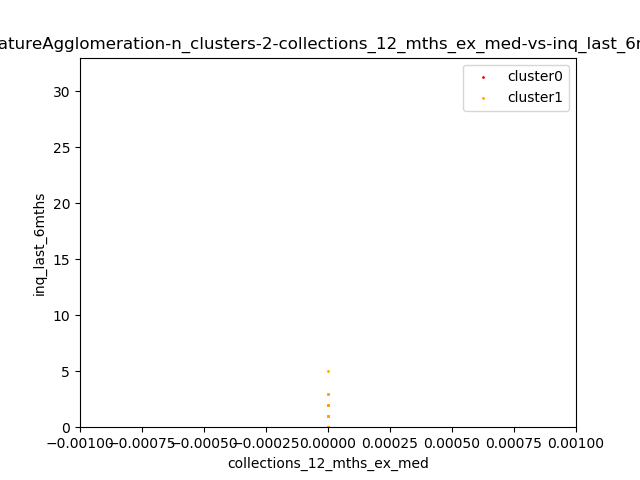 atureAgglomeration-n_clusters-2-collections_12_mths_ex_med-vs-inq_last_6m
cluster0
cluster1
30
25
20
15
10
5
0
inq_last_6mths
−0.00100 −0.00075 −0.00050 −0.00025 0.00000 0.00025 0.00050 0.00075 0.00100
collections_12_mths_ex_med